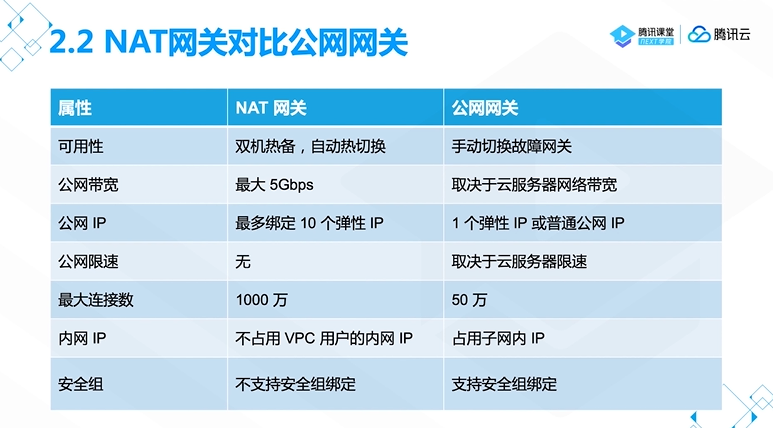 2.2 NAT网关对比公网网关
腾讯课堂
NEXT学院
腾讯云
属性 NAT 网关 公网网关
可用性 双机热备，自动热切换 手动切换故障网关
公网带宽 最大 5Gbps 取决于云服务器网络带宽
公网 IP 最多绑定 10 个弹性 IP 1 个弹性 IP 或普通公网 IP
公网限速 无 取决于云服务器限速
最大连接数 1000 万 50 万
内网 IP 不占用 VPC 用户的内网 IP 占用子网内 IP
安全组 不支持安全组绑定 支持安全组绑定